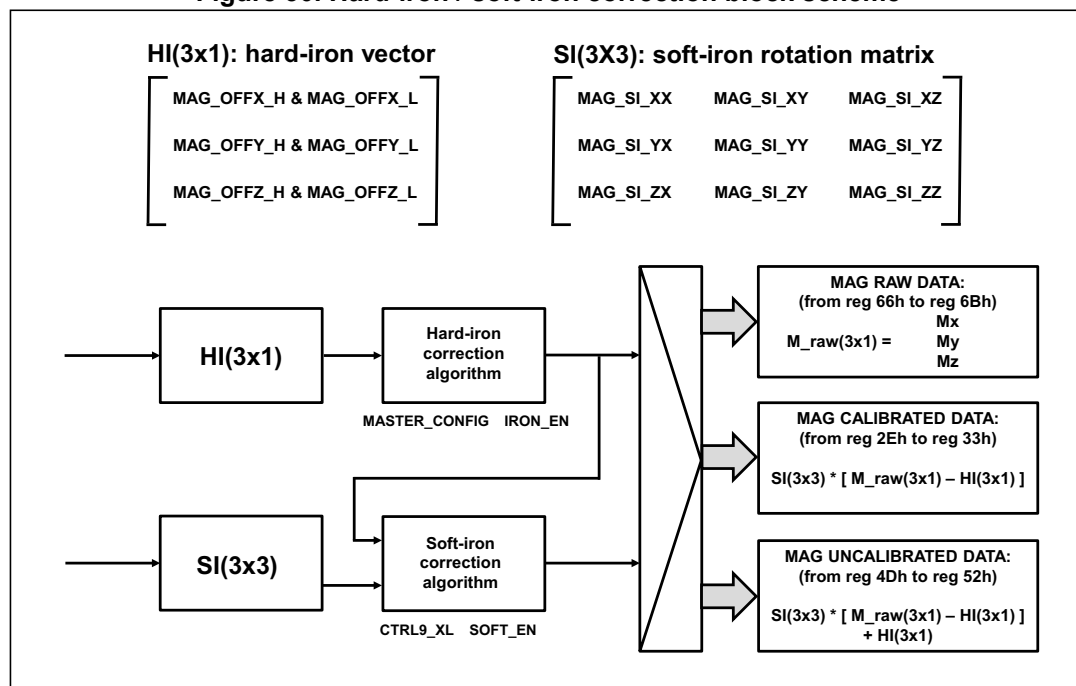 HI(3x1): hard-iron vector
MAG_OFFX_H & MAG_OFFX_L
MAG_OFFY_H & MAG_OFFY_L
MAG_OFFZ_H & MAG_OFFZ_L
SI(3X3): soft-iron rotation matrix
MAG_SI_XX MAG_SI_XY MAG_SI_XZ
MAG_SI_YX MAG_SI_YY MAG_SI_YZ
MAG_SI_ZX MAG_SI_ZY MAG_SI_ZZ
HI(3x1)
Hard-iron
correction
algorithm
MASTER_CONFIG IRON_EN
SI(3x3)
Soft-iron
correction
algorithm
CTRL9_XL SOFT_EN
MAG RAW DATA:
(from reg 66h to reg 6Bh)
Mx
M_raw(3x1) = My
Mz
MAG CALIBRATED DATA:
(from reg 2Eh to reg 33h)
SI(3x3) * [ M_raw(3x1) – HI(3x1) ]
MAG UNCALIBRATED DATA:
(from reg 4Dh to reg 52h)
SI(3x3) * [ M_raw(3x1) – HI(3x1) ]
+ HI(3x1)